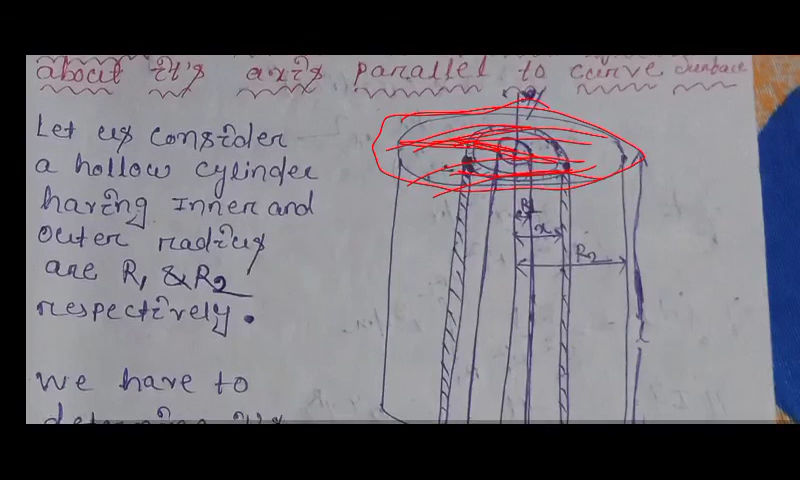 about it's axis parallel to curve surface
Let us consider
a hollow cylinder
having Inner and
outer radius
are R1 & R2
respectively.
We have to
R1
x
R2